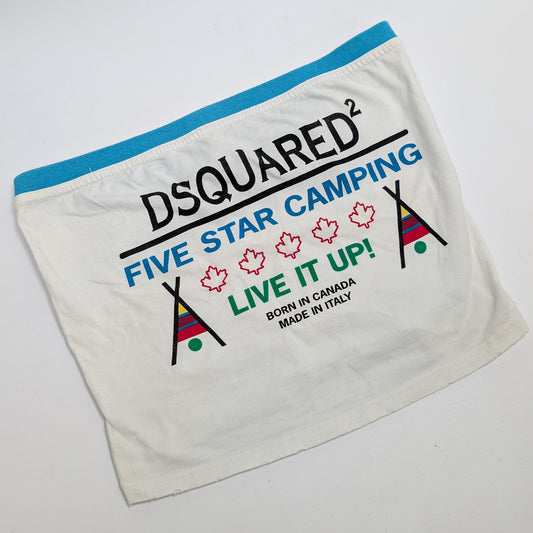 DSQUARED²
FIVE STAR CAMPING
LIVE IT UP!
BORN IN CANADA
MADE IN ITALY